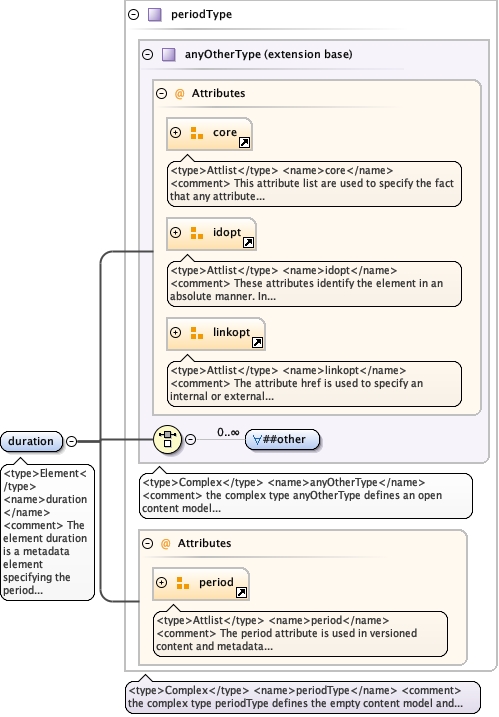 periodType
anyOtherType (extension base)
@ Attributes
core
<type>Attlist</type> <name>core</name>
<comment> This attribute list are used to specify the fact
that any attribute...
idopt
<type>Attlist</type> <name>idopt</name>
<comment> These attributes identify the element in an
absolute manner. In...
linkopt
<type>Attlist</type> <name>linkopt</name>
<comment> The attribute href is used to specify an
internal or external...
duration
0..∞
∀##other
<type>Element<
/type>
<name>duration
</name>
<comment> The
element duration
is a metadata
element
specifying the
period...
<type>Complex</type> <name>anyOtherType</name>
<comment> the complex type anyOtherType defines an open
content model...
@ Attributes
period
<type>Attlist</type> <name>period</name>
<comment> The period attribute is used in versioned
content and metadata...
<type>Complex</type> <name>periodType</name> <comment>
the complex type periodType defines the empty content model and...